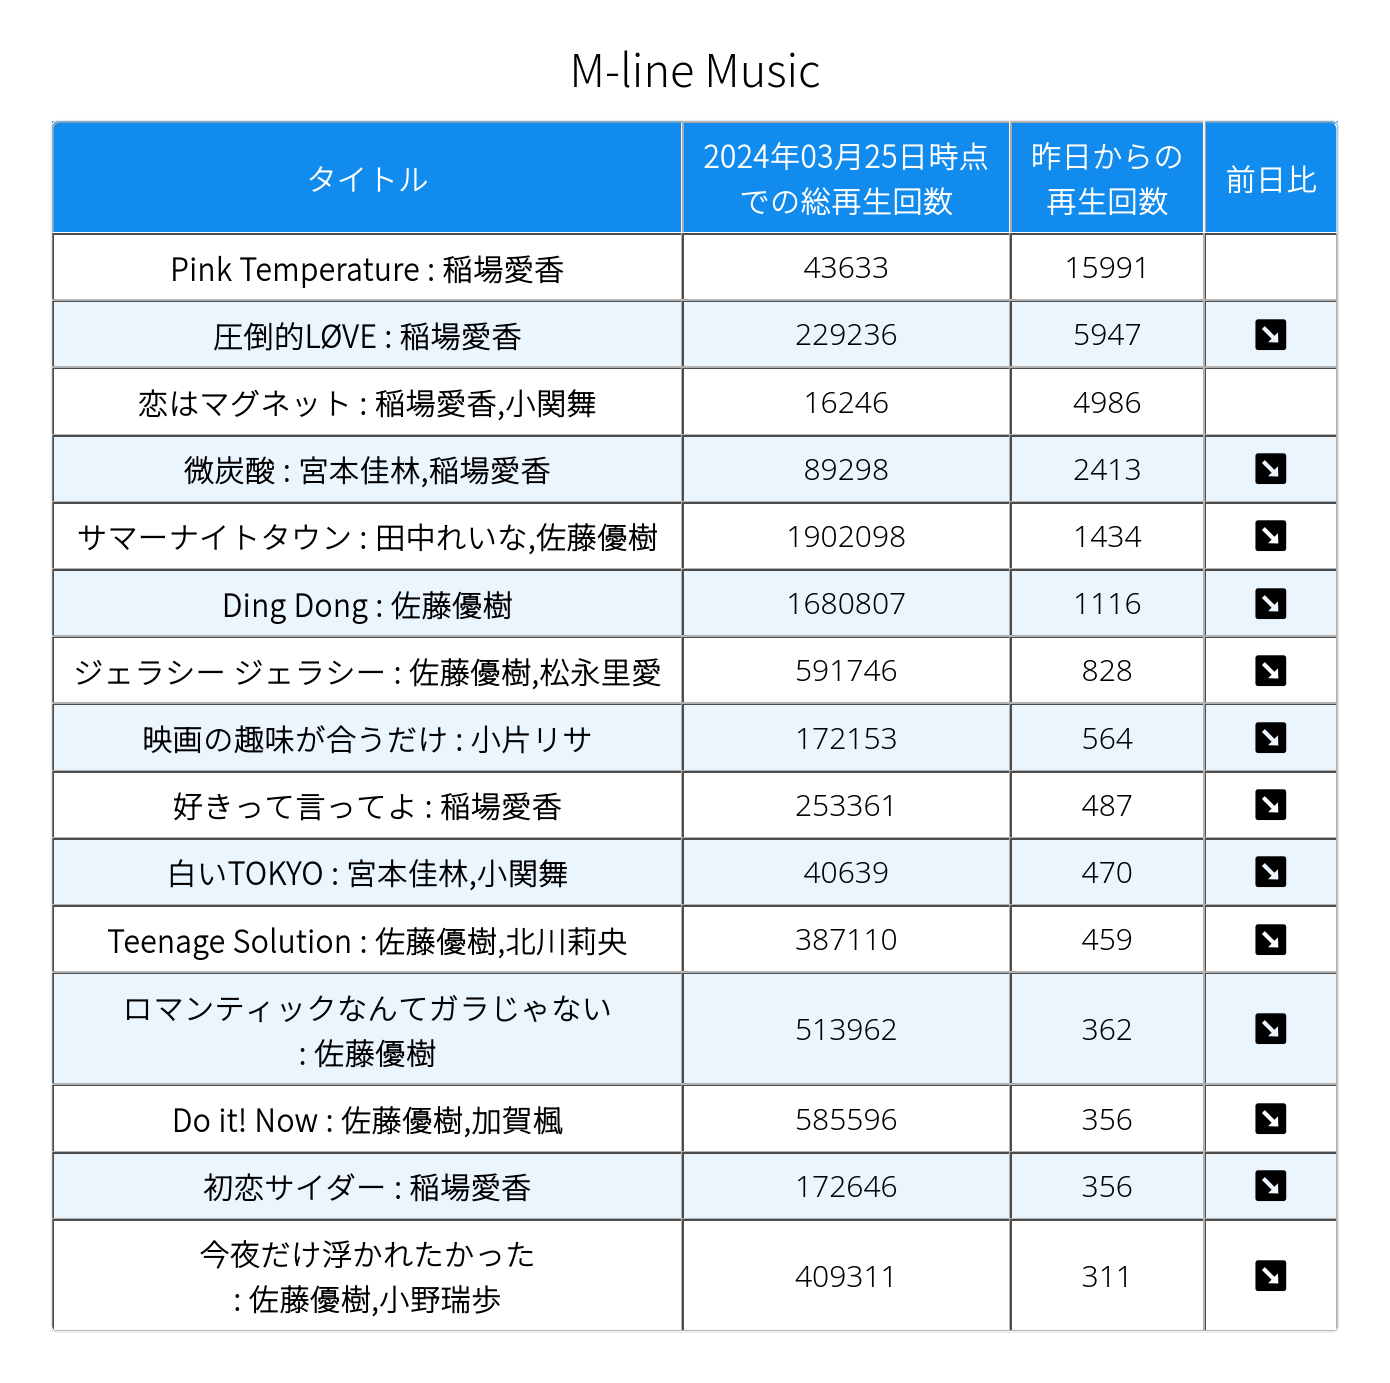 M-line Music
タイトル
2024年03月25日時点
での総再生回数
昨日からの
再生回数
前日比
Pink Temperature : 稲場愛香
43633
15991
圧倒的LØVE : 稲場愛香
229236
5947
恋はマグネット : 稲場愛香,小関舞
16246
4986
微炭酸 : 宮本佳林,稲場愛香
89298
2413
サマーナイトタウン : 田中れいな,佐藤優樹
1902098
1434
Ding Dong : 佐藤優樹
1680807
1116
ジェラシー ジェラシー : 佐藤優樹,松永里愛
591746
828
映画の趣味が合うだけ : 小片リサ
172153
564
好きって言ってよ : 稲場愛香
253361
487
白いTOKYO : 宮本佳林,小関舞
40639
470
Teenage Solution : 佐藤優樹,北川莉央
387110
459
ロマンティックなんてガラじゃない
: 佐藤優樹
513962
362
Do it! Now : 佐藤優樹,加賀楓
585596
356
初恋サイダー : 稲場愛香
172646
356
今夜だけ浮かれたかった
: 佐藤優樹,小野瑞歩
409311
311